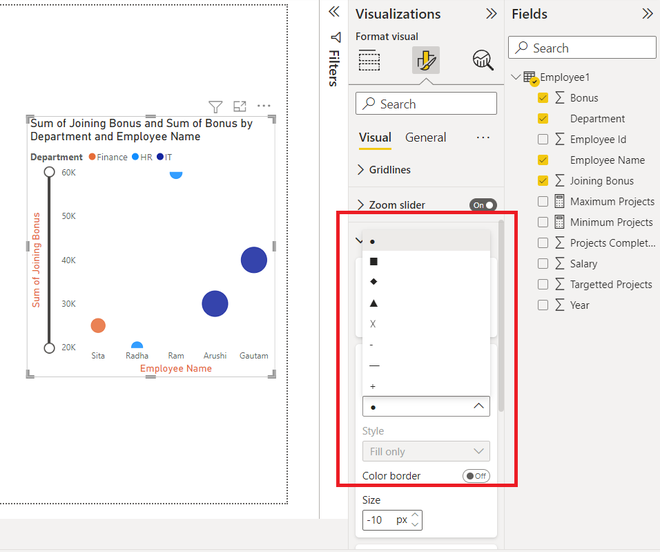 Sum of Joining Bonus and Sum of Bonus by
Department and Employee Name
Department Finance HR IT
Sum of Joining Bonus
60K
50K
40K
30K
20K
Sita Radha Ram Arushi Gautam
Employee Name
Filters
Visualizations
Format visual
Search
Visual General
Gridlines
Zoom slider On
X
-
—
+
Style
Fill only
Color border Off
Size
-10 px
Fields
Search
Employee1
Bonus
Department
Employee Id
Employee Name
Joining Bonus
Maximum Projects
Minimum Projects
Projects Complet...
Salary
Targetted Projects
Year